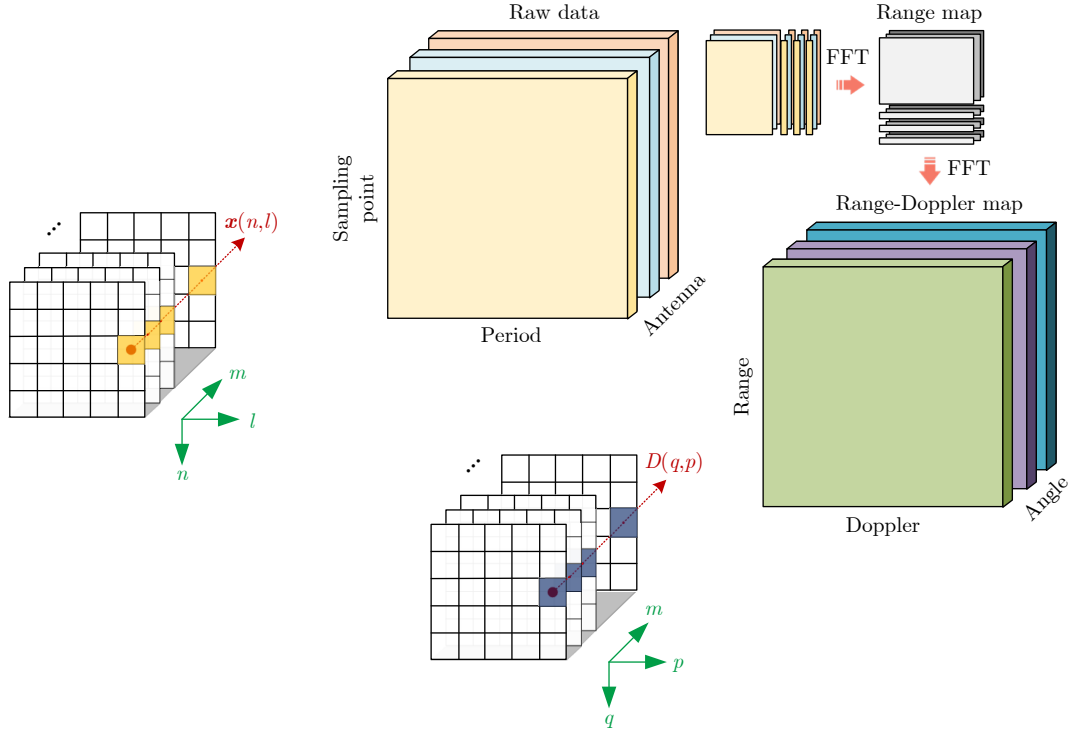 Raw data
Range map
FFT
Sampling
point
FFT
Range-Doppler map
x(n,l)
Antenna
Period
m
l
n
Range
D(q,p)
Angle
Doppler
m
p
q